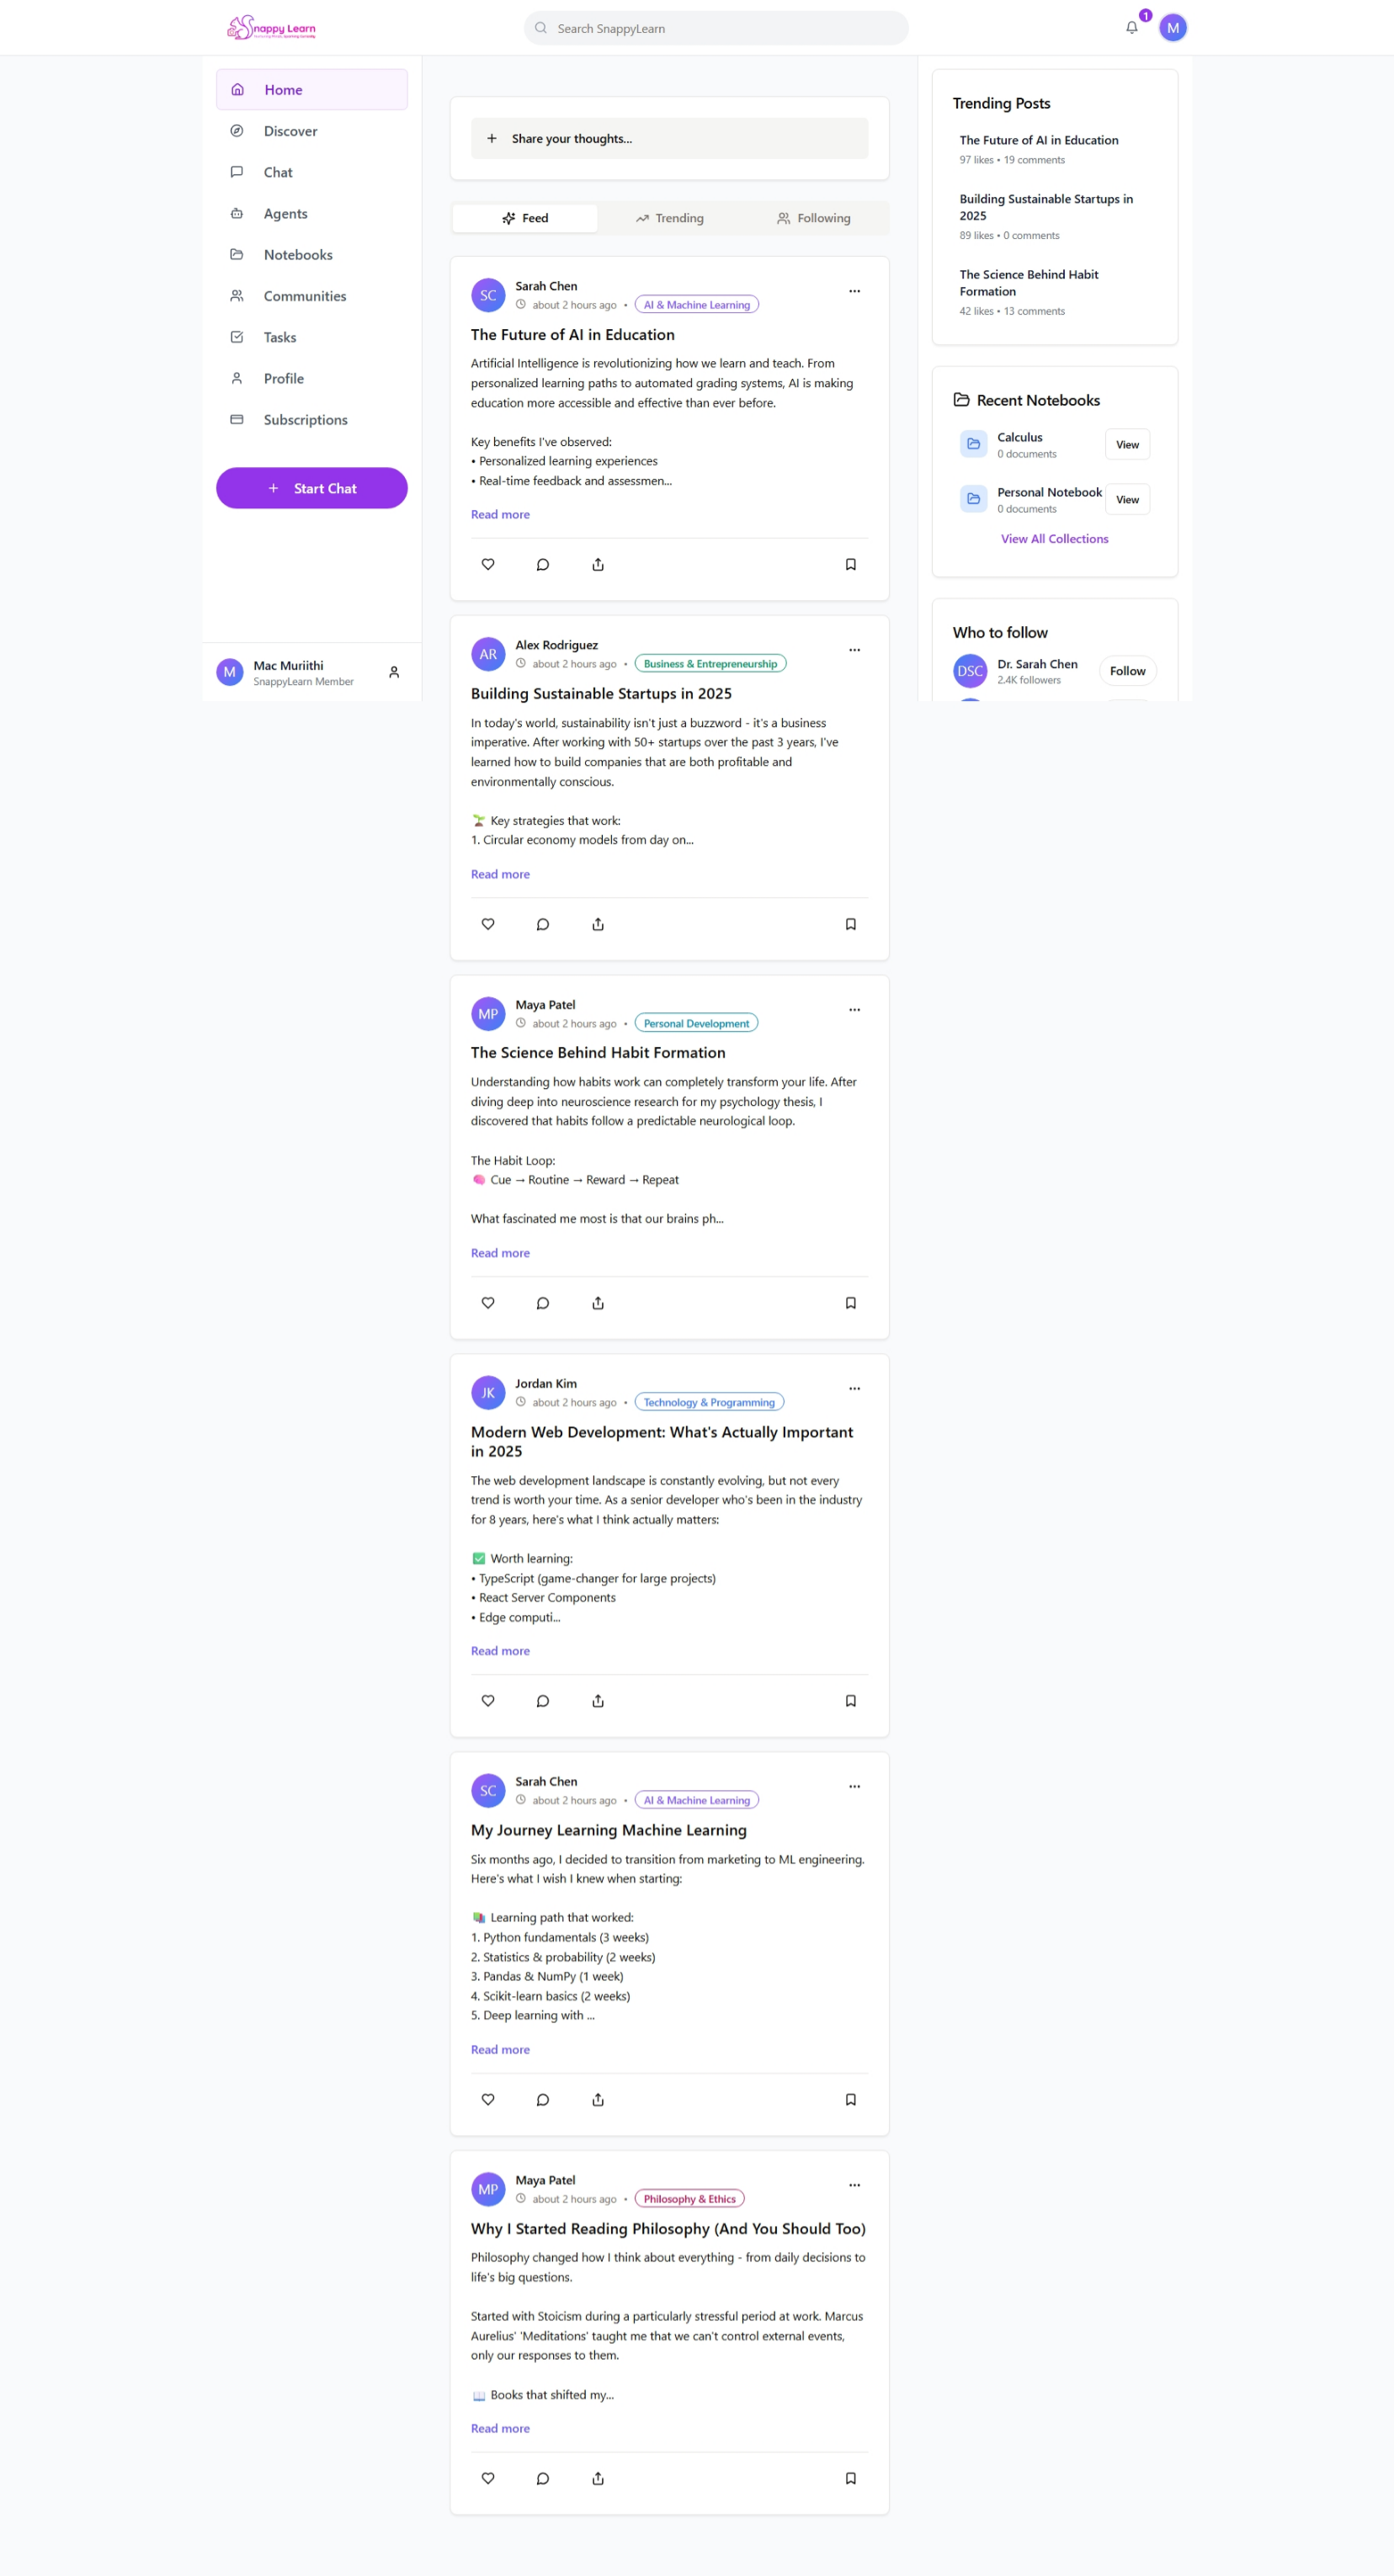 Snappy Learn
Search SnappyLearn
1
M
Home
Discover
Chat
Agents
Notebooks
Communities
Tasks
Profile
Subscriptions
+ Start Chat
M
Mac Muriithi
SnappyLearn Member
+ Share your thoughts...
Feed
Trending
Following
SC
Sarah Chen
about 2 hours ago • AI & Machine Learning
...
The Future of AI in Education
Artificial Intelligence is revolutionizing how we learn and teach. From
personalized learning paths to automated grading systems, AI is making
education more accessible and effective than ever before.
Key benefits I've observed:
• Personalized learning experiences
• Real-time feedback and assessmen...
Read more
AR
Alex Rodriguez
about 2 hours ago • Business & Entrepreneurship
...
Building Sustainable Startups in 2025
In today's world, sustainability isn't just a buzzword - it's a business
imperative. After working with 50+ startups over the past 3 years, I've
learned how to build companies that are both profitable and
environmentally conscious.
🌱 Key strategies that work:
1. Circular economy models from day on...
Read more
MP
Maya Patel
about 2 hours ago • Personal Development
...
The Science Behind Habit Formation
Understanding how habits work can completely transform your life. After
diving deep into neuroscience research for my psychology thesis, I
discovered that habits follow a predictable neurological loop.
The Habit Loop:
🧠 Cue → Routine → Reward → Repeat
What fascinated me most is that our brains ph...
Read more
JK
Jordan Kim
about 2 hours ago • Technology & Programming
...
Modern Web Development: What's Actually Important
in 2025
The web development landscape is constantly evolving, but not every
trend is worth your time. As a senior developer who's been in the industry
for 8 years, here's what I think actually matters:
✅ Worth learning:
• TypeScript (game-changer for large projects)
• React Server Components
• Edge computi...
Read more
SC
Sarah Chen
about 2 hours ago • AI & Machine Learning
...
My Journey Learning Machine Learning
Six months ago, I decided to transition from marketing to ML engineering.
Here's what I wish I knew when starting:
📚 Learning path that worked:
1. Python fundamentals (3 weeks)
2. Statistics & probability (2 weeks)
3. Pandas & NumPy (1 week)
4. Scikit-learn basics (2 weeks)
5. Deep learning with ...
Read more
MP
Maya Patel
about 2 hours ago • Philosophy & Ethics
...
Why I Started Reading Philosophy (And You Should Too)
Philosophy changed how I think about everything - from daily decisions to
life's big questions.
Started with Stoicism during a particularly stressful period at work. Marcus
Aurelius' 'Meditations' taught me that we can't control external events,
only our responses to them.
📖 Books that shifted my...
Read more
Trending Posts
The Future of AI in Education
97 likes • 19 comments
Building Sustainable Startups in
2025
89 likes • 0 comments
The Science Behind Habit
Formation
42 likes • 13 comments
Recent Notebooks
Calculus
0 documents
View
Personal Notebook
0 documents
View
View All Collections
Who to follow
DSC
Dr. Sarah Chen
2.4K followers
Follow